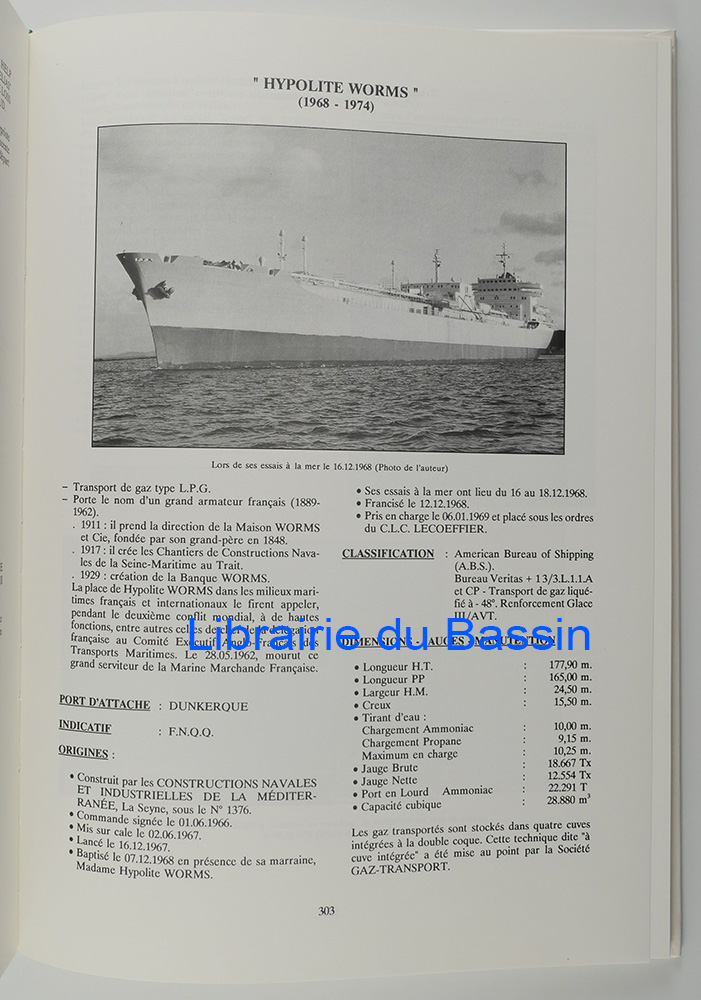 " HYPOLITE WORMS "
(1968 - 1974)
Lors de ses essais à la mer le 16.12.1968 (Photo de l'auteur)
– Transport de gaz type L.P.G.
– Porte le nom d'un grand armateur français (1889-
1962).
. 1911 : il prend la direction de la Maison WORMS
et Cie, fondée par son grand-père en 1848.
. 1917 : il crée les Chantiers de Constructions Nava-
les de la Seine-Maritime au Trait.
. 1929 : création de la Banque WORMS.
La place de Hypolite WORMS dans les milieux mari-
times français et internationaux le firent appeler,
pendant le deuxième conflit mondial, à de hautes
fonctions, entre autres celles de
française au Comité Exécutif Anglo-Français des
Transports Maritimes. Le 28.05.1962, mourut ce
grand serviteur de la Marine Marchande Française.
PORT D'ATTACHE : DUNKERQUE
INDICATIF : F.N.Q.Q.
ORIGINES :
• Construit par les CONSTRUCTIONS NAVALES
ET INDUSTRIELLES DE LA MÉDITER-
RANÉE, La Seyne, sous le N° 1376.
• Commande signée le 01.06.1966.
• Mis sur cale le 02.06.1967.
• Lancé le 16.12.1967.
• Baptisé le 07.12.1968 en présence de sa marraine,
Madame Hypolite WORMS.
• Ses essais à la mer ont lieu du 16 au 18.12.1968.
• Francisé le 12.12.1968.
• Pris en charge le 06.01.1969 et placé sous les ordres
du C.L.C. LECOEFFIER.
CLASSIFICATION : American Bureau of Shipping
(A.B.S.).
Bureau Veritas + 1 3/3.L.1.1.A
et CP - Transport de gaz liqué-
fié à - 48°. Renforcement Glace
III/AVT.
DIMENSIONS - JAUGES - MANUTENTION
• Longueur H.T. : 177,90 m.
• Longueur PP : 165,00 m.
• Largeur H.M. : 24,50 m.
• Creux : 15,50 m.
• Tirant d'eau :
Chargement Ammoniac : 10,00 m.
Chargement Propane : 9,15 m.
Maximum en charge : 10,25 m.
• Jauge Brute : 18.667 Tx
• Jauge Nette : 12.554 Tx
• Port en Lourd Ammoniac : 22.291 T
• Capacité cubique : 28.880 m³
Les gaz transportés sont stockés dans quatre cuves
intégrées à la double coque. Cette technique dite "à
cuve intégrée" a été mise au point par la Société
GAZ-TRANSPORT.
303
Librairie du Bassin